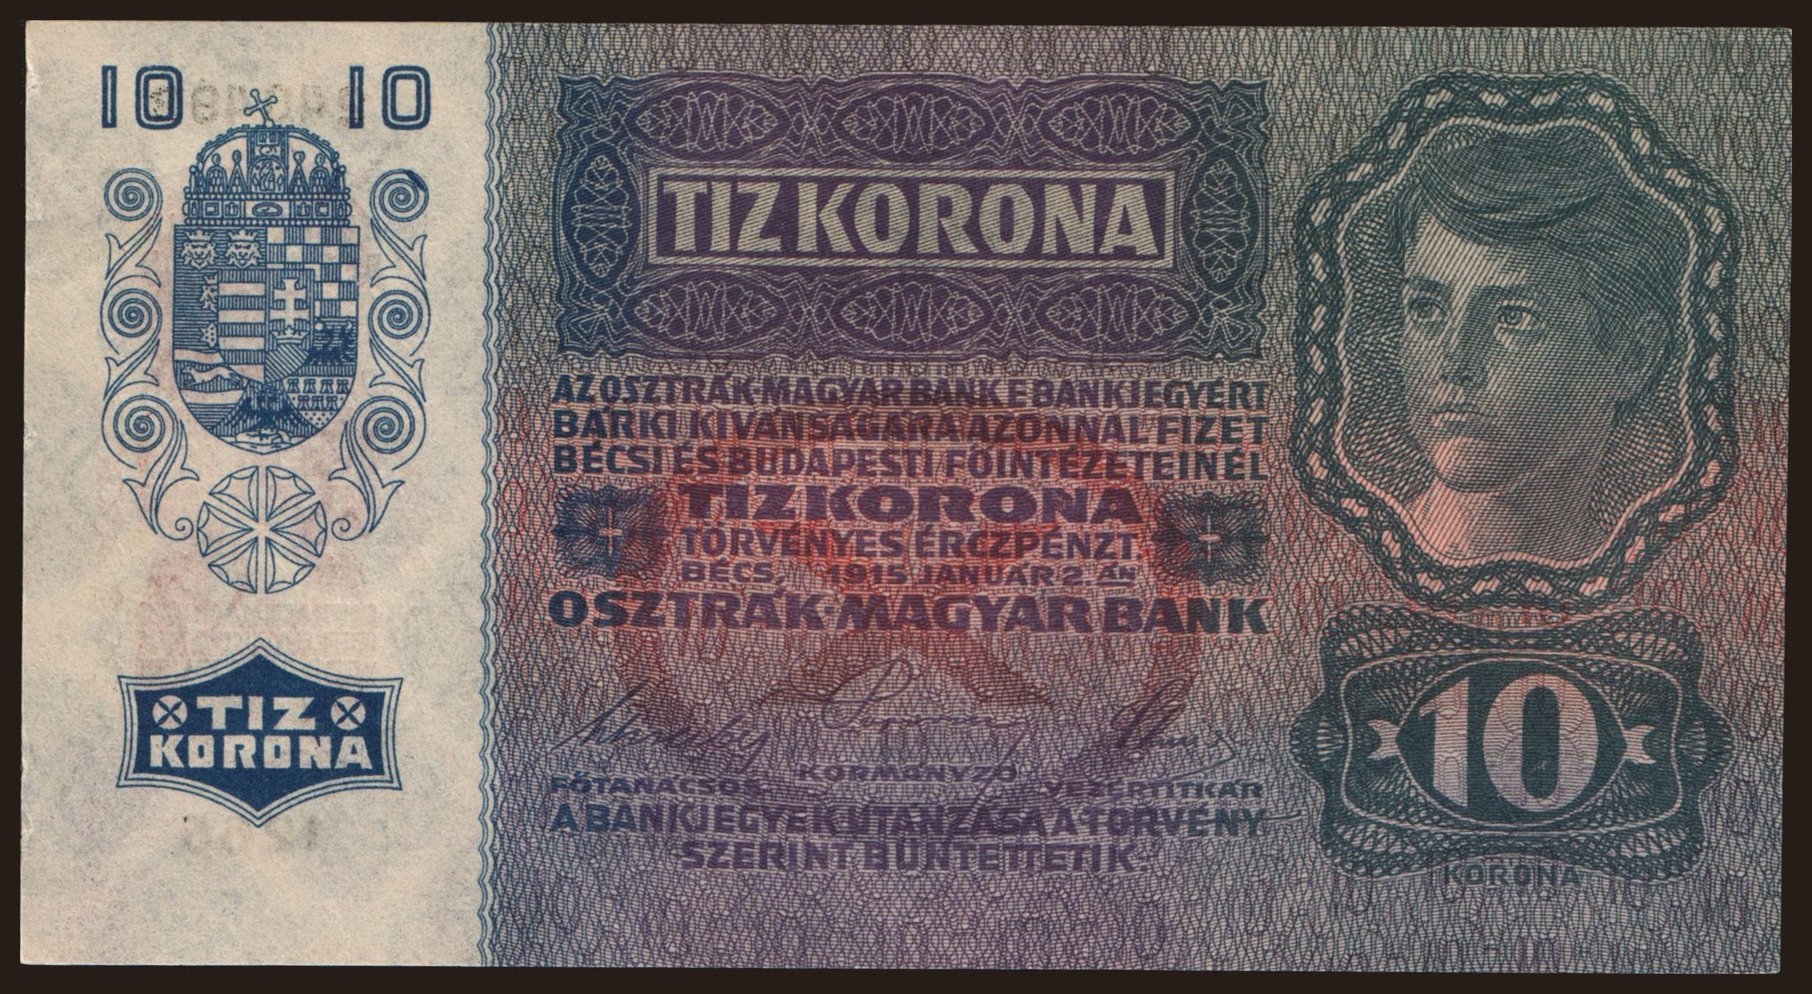 10 10
TIZ
KORONA
TIZ KORONA
AZ OSZTRÁK-MAGYAR BANK E BANKJEGYÉRT
BÁRKI KIVÁNSÁGÁRA AZONNAL FIZET
BÉCSI ÉS BUDAPESTI FŐINTÉZETEINÉL
TIZ KORONA
TÖRVÉNYES ÉRCZPÉNZT.
BÉCS, 1915 JANUÁR 2. ÁN
OSZTRÁK-MAGYAR BANK
FŐTANÁCSOS KORMÁNYZÓ VEZÉRTITKÁR
A BANKJEGYEK UTÁNZÁSA A TÖRVÉNY
SZERINT BÜNTETTETIK.
10
KORONA